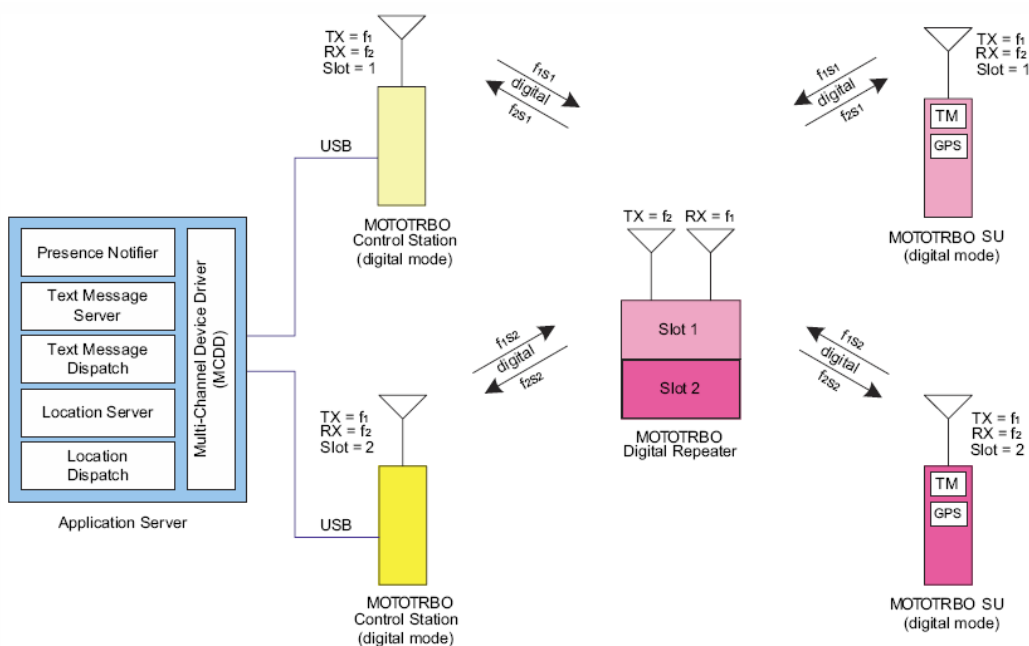 TX = f₁
RX = f₂
Slot = 1
USB
MOTOTRBO
Control Station
(digital mode)
f₁s₁
digital
f₂s₁
f₁s₁
digital
f₂s₁
TX = f₁
RX = f₂
Slot = 1
TM
GPS
MOTOTRBO SU
(digital mode)
Presence Notifier
Text Message
Server
Text Message
Dispatch
Location Server
Location
Dispatch
Multi-Channel Device Driver
(MCDD)
Application Server
TX = f₂
RX = f₁
Slot 1
Slot 2
MOTOTRBO
Digital Repeater
f₁s₂
digital
f₂s₂
f₁s₂
digital
f₂s₂
TX = f₁
RX = f₂
Slot = 2
USB
MOTOTRBO
Control Station
(digital mode)
TX = f₁
RX = f₂
Slot = 2
TM
GPS
MOTOTRBO SU
(digital mode)